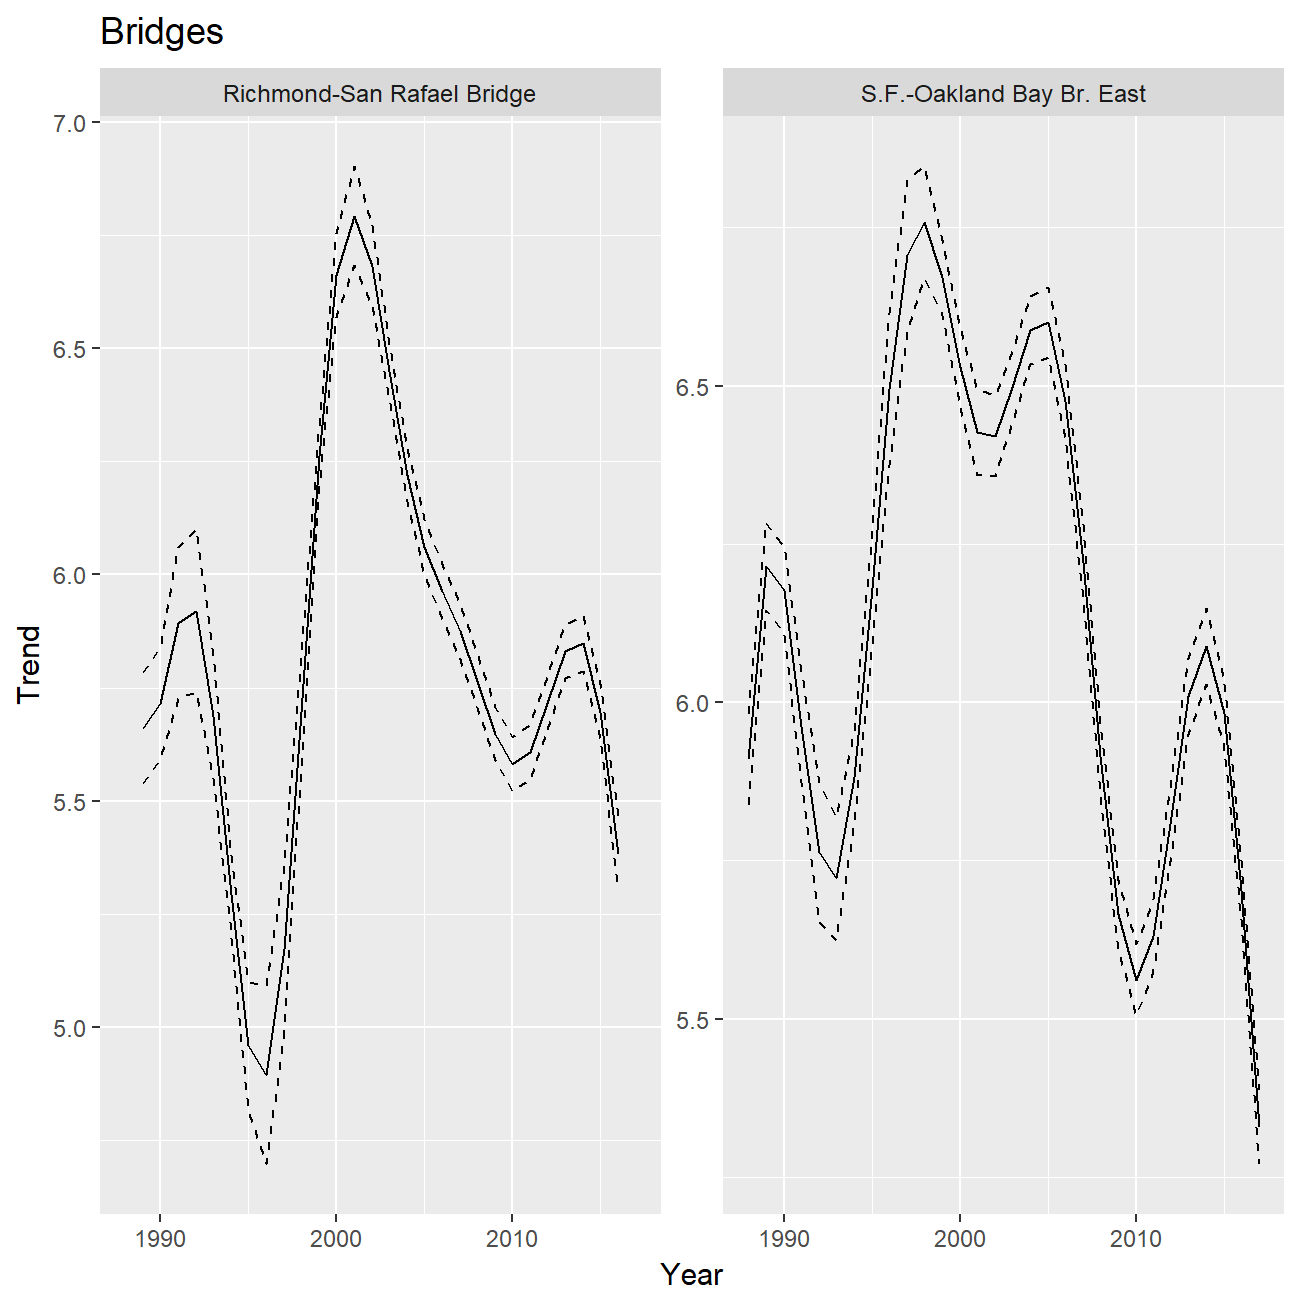 Bridges
Richmond-San Rafael Bridge
S.F.-Oakland Bay Br. East
Trend
7.0
6.5
6.0
5.5
5.0
6.5
6.0
5.5
1990 2000 2010
1990 2000 2010
Year